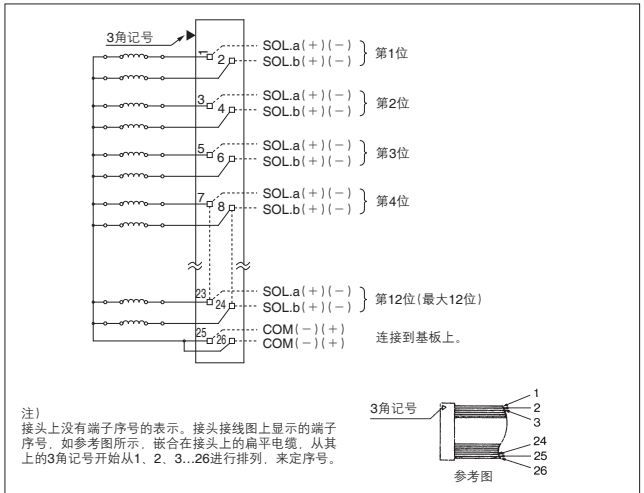 3角记号
1
2
SOL.a(+)(−)
SOL.b(+)(−)
第1位
3
4
SOL.a(+)(−)
SOL.b(+)(−)
第2位
5
6
SOL.a(+)(−)
SOL.b(+)(−)
第3位
7
8
SOL.a(+)(−)
SOL.b(+)(−)
第4位
23
24
SOL.a(+)(−)
SOL.b(+)(−)
第12位(最大12位)
25
26
COM(−)(+)
COM(−)(+)
连接到基板上。
注)
接头上没有端子序号的表示。接头接线图上显示的端子
序号，如参考图所示，嵌合在接头上的扁平电缆，从其
上的3角记号开始从1、2、3…26进行排列，来定序号。
3角记号
1
2
3
24
25
26
参考图